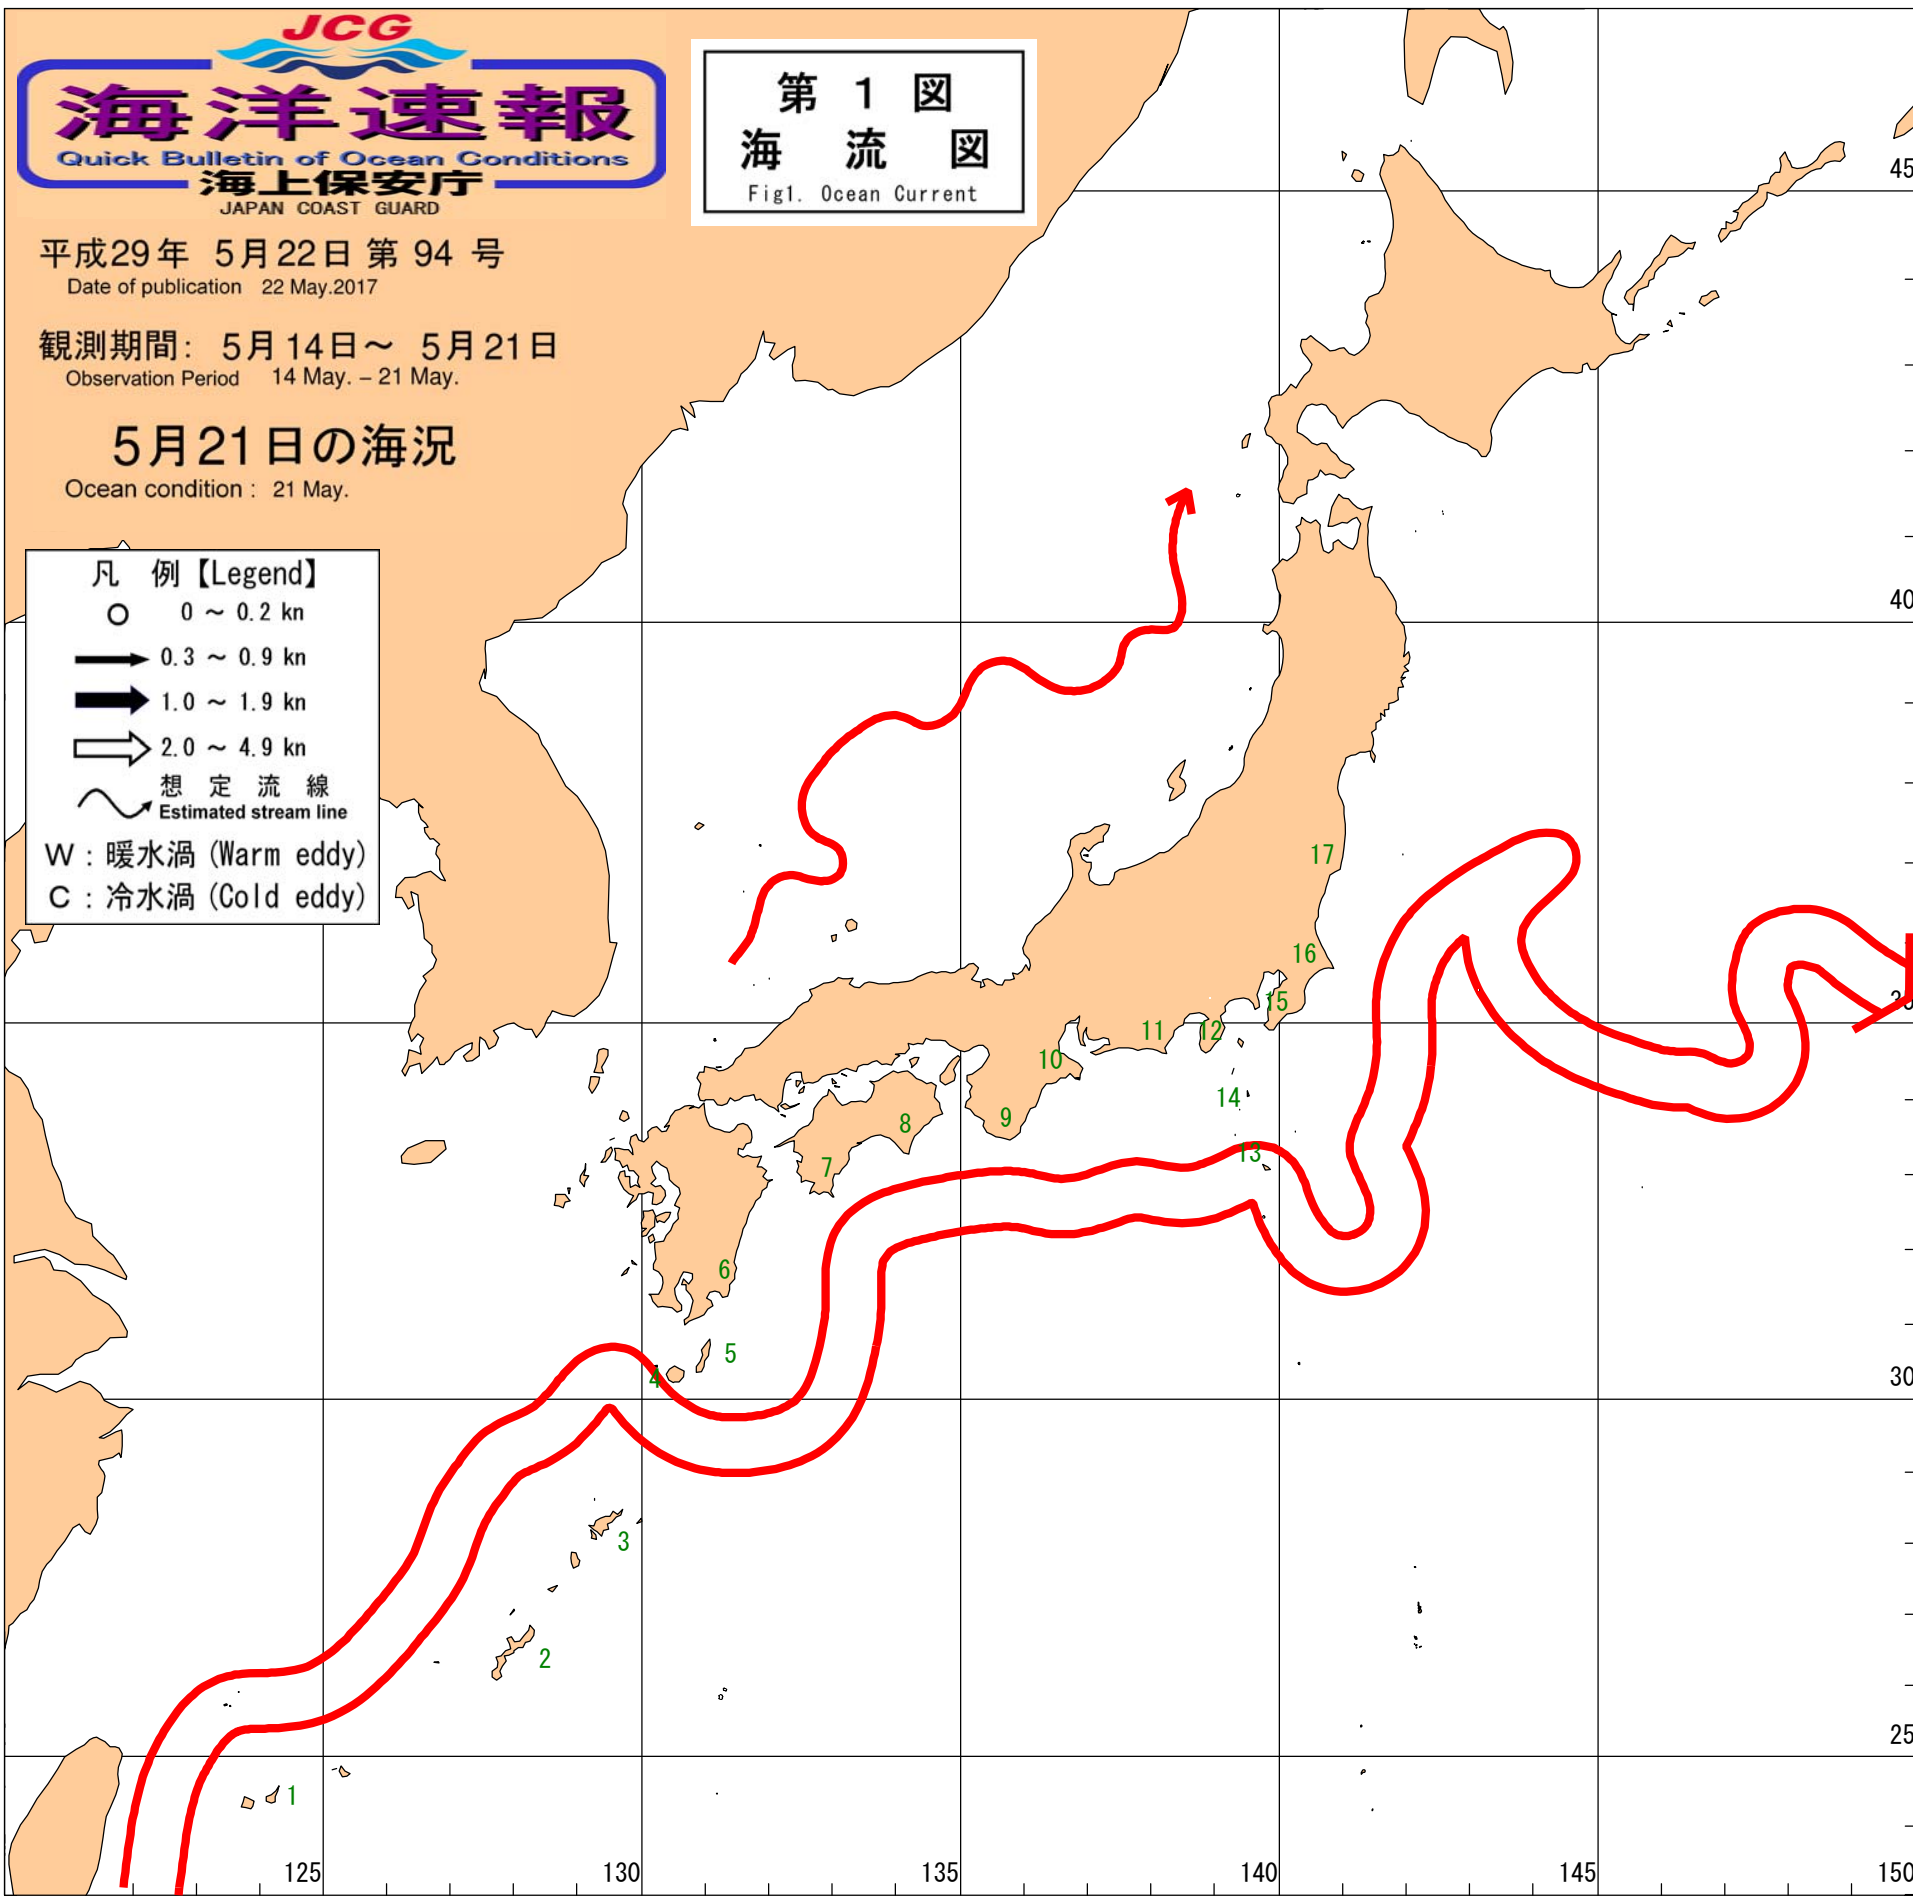 JCG
海洋速報
Quick Bulletin of Ocean Conditions
海上保安庁
JAPAN COAST GUARD
第 1 図
海 流 図
Fig1. Ocean Current
平成29年 5月22日 第 94 号
Date of publication 22 May.2017
観測期間: 5月14日～ 5月21日
Observation Period 14 May. – 21 May.
5月21日の海況
Ocean condition : 21 May.
凡 例【Legend】
0 ～ 0.2 kn
0.3 ～ 0.9 kn
1.0 ～ 1.9 kn
2.0 ～ 4.9 kn
想 定 流 線
Estimated stream line
W : 暖水渦 (Warm eddy)
C : 冷水渦 (Cold eddy)
45
40
17
16
15
35
11
12
10
14
9
8
13
7
6
5
4
30
3
2
25
1
125
130
135
140
145
150